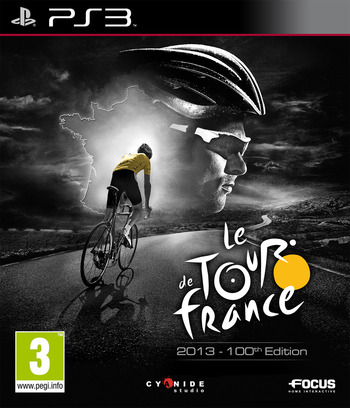 PS3
Le
de TOUR
france
2013 - 100th Edition
3
www.pegi.info
CYANIDE
studio
FOCUS
HOME INTERACTIVE